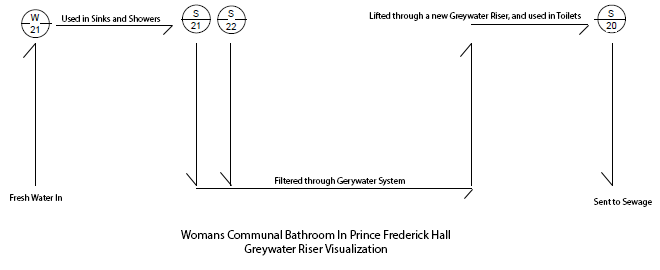 W
21
Used in Sinks and Showers
S
21
S
22
Lifted through a new Greywater Riser, and used in Toilets
S
20
Fresh Water In
Filtered through Gerywater System
Sent to Sewage
Womans Communal Bathroom In Prince Frederick Hall
Greywater Riser Visualization